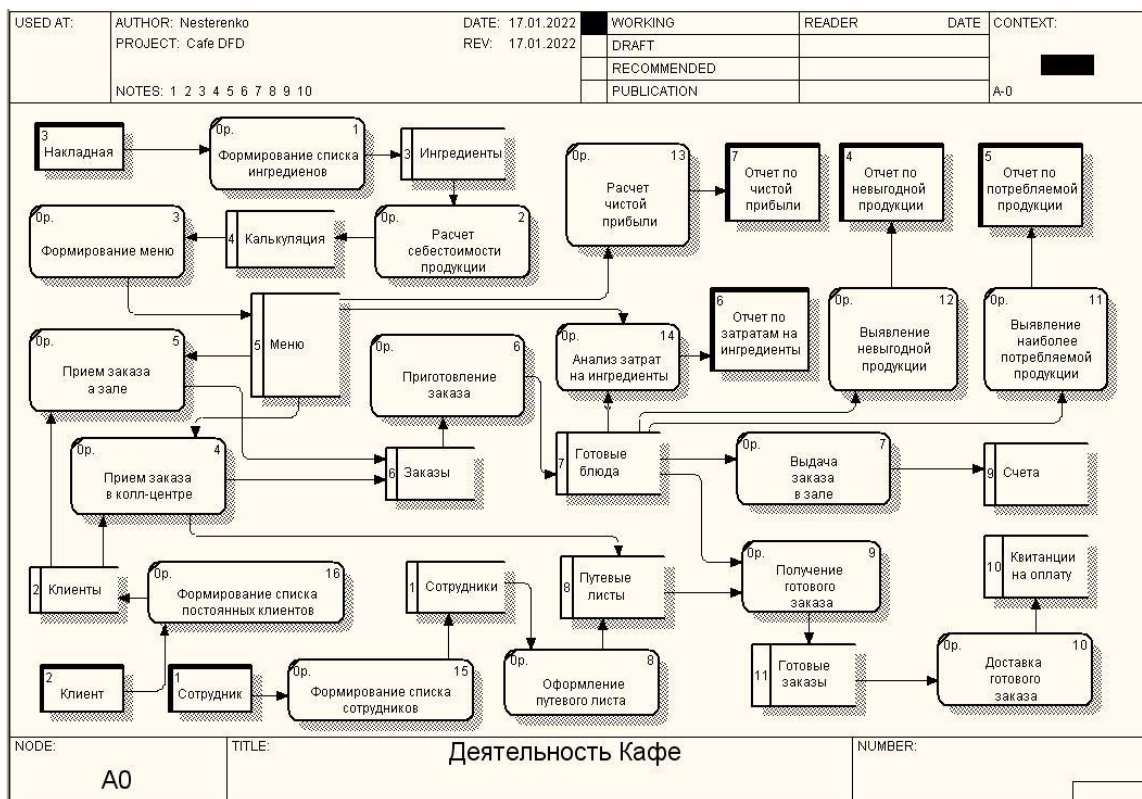 USED AT:
AUTHOR: Nesterenko
DATE: 17.01.2022
WORKING
READER
DATE
CONTEXT:
PROJECT: Cafe DFD
REV: 17.01.2022
DRAFT
RECOMMENDED
NOTES: 1 2 3 4 5 6 7 8 9 10
PUBLICATION
A-0
3
Накладная
0р.
1
Формирование списка
ингредиенов
3
Ингредиенты
0р.
13
Расчет
чистой
прибыли
7
Отчет по
чистой
прибыли
4
Отчет по
невыгодной
продукции
5
Отчет по
потребляемой
продукции
0р.
3
Формирование меню
4
Калькуляция
0р.
2
Расчет
себестоимости
продукции
5
Меню
0р.
5
Прием заказа
а зале
0р.
6
Приготовление
заказа
0р.
14
Анализ затрат
на ингредиенты
6
Отчет по
затратам на
ингредиенты
0р.
12
Выявление
невыгодной
продукции
0р.
11
Выявление
наиболее
потребляемой
продукции
0р.
4
Прием заказа
в колл-центре
6
Заказы
7
Готовые
блюда
0р.
7
Выдача
заказа
в зале
9
Счета
2
Клиенты
0р.
16
Формирование списка
постоянных клиентов
1
Сотрудники
8
Путевые
листы
0р.
9
Получение
готового
заказа
10
Квитанции
на оплату
2
Клиент
1
Сотрудник
0р.
15
Формирование списка
сотрудников
0р.
8
Оформление
путевого листа
11
Готовые
заказы
0р.
10
Доставка
готового
заказа
NODE:
TITLE:
Деятельность Кафе
NUMBER:
A0